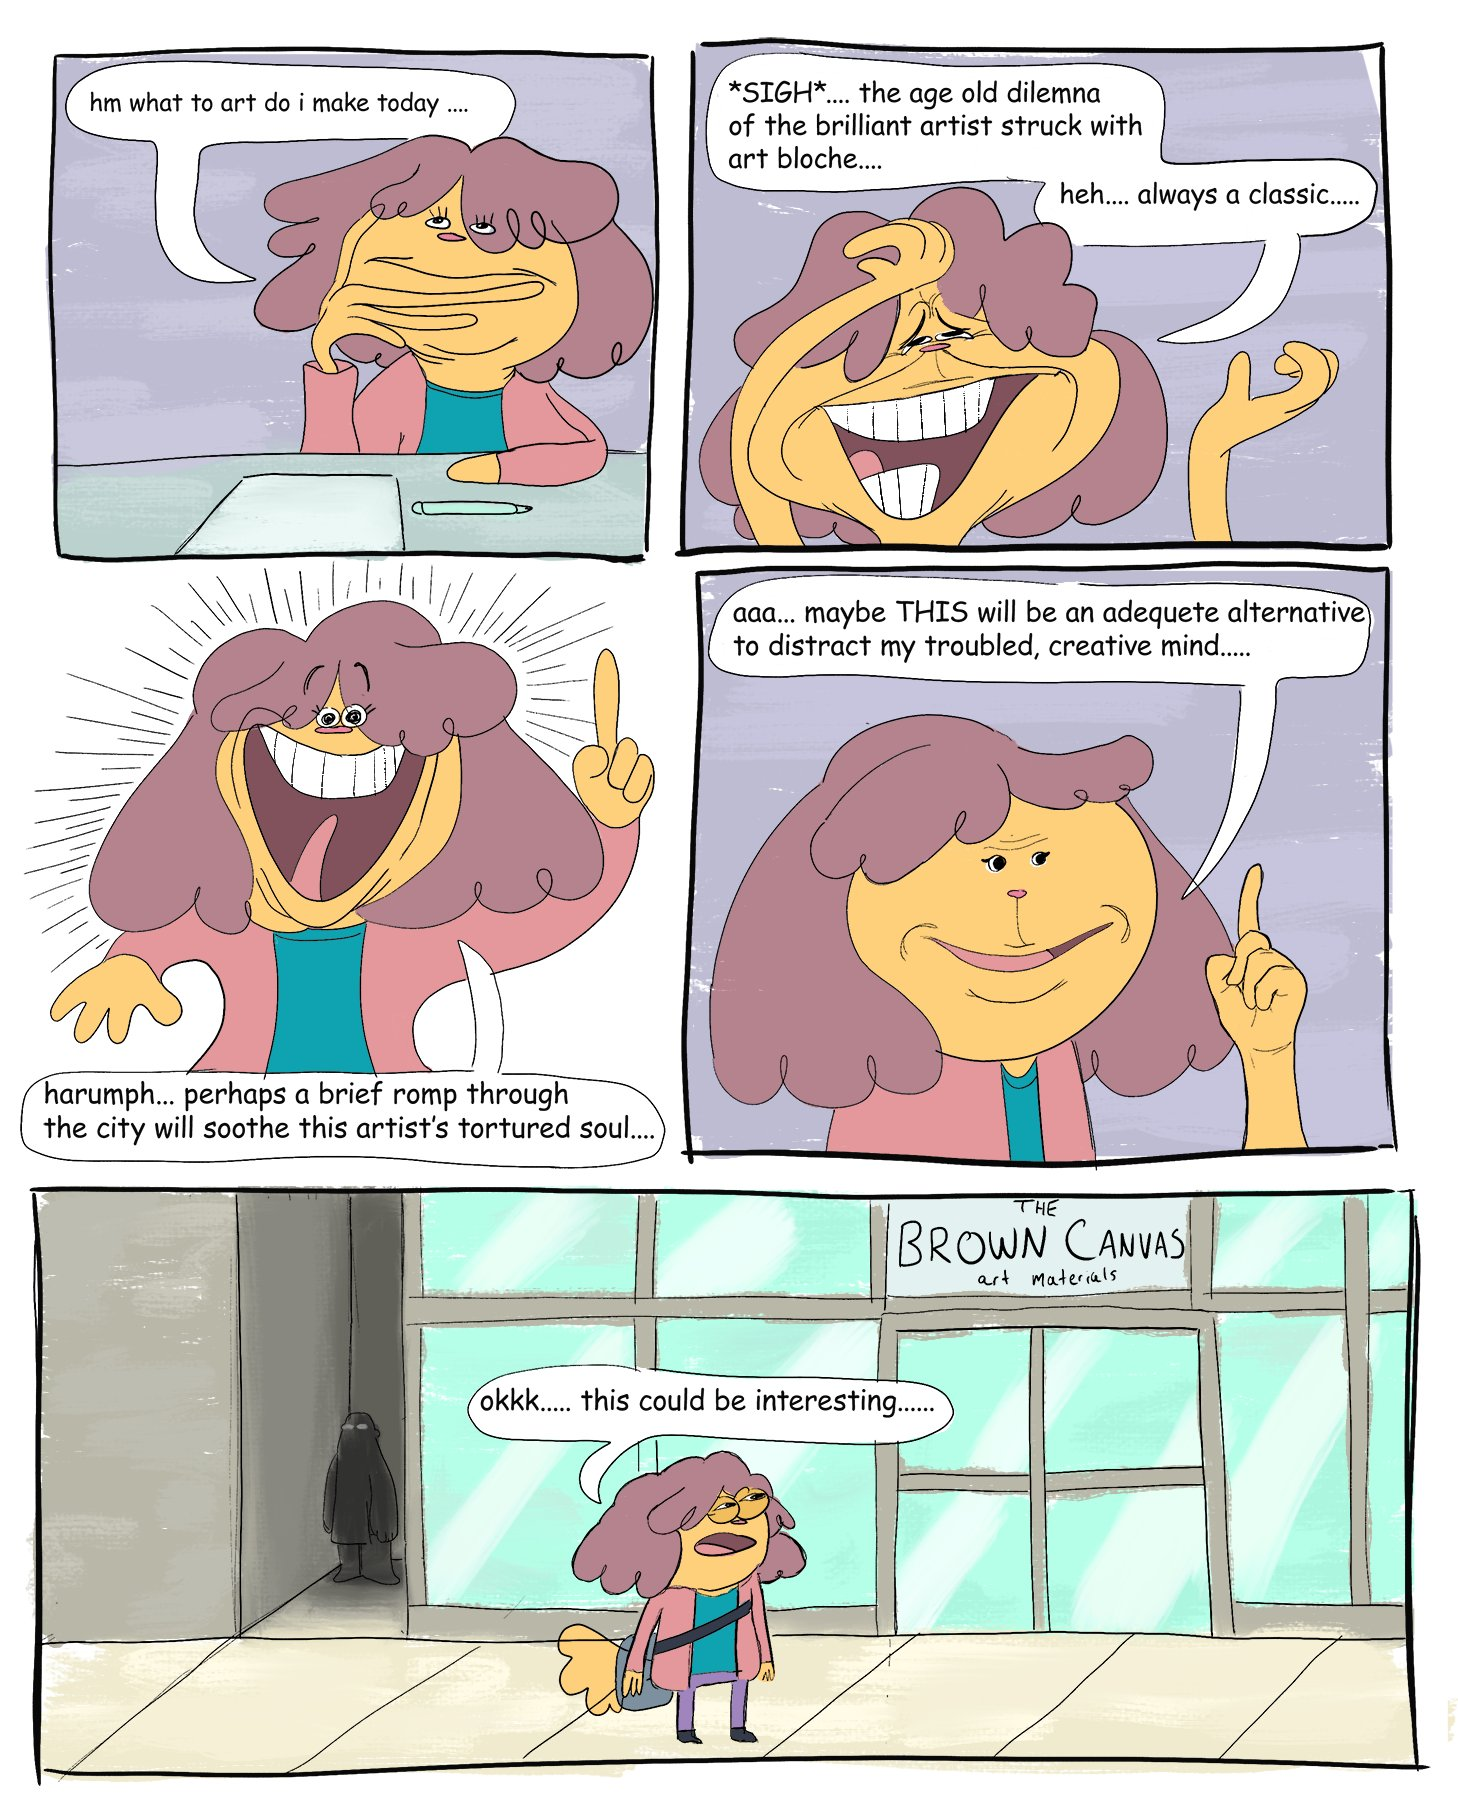 hm what to art do i make today ....
*SIGH*.... the age old dilemna
of the brilliant artist struck with
art bloche....
heh.... always a classic.....
harumph... perhaps a brief romp through
the city will soothe this artist's tortured soul....
aaa... maybe THIS will be an adequete alternative
to distract my troubled, creative mind.....
THE
BROWN CANVAS
art materials
okkk..... this could be interesting......